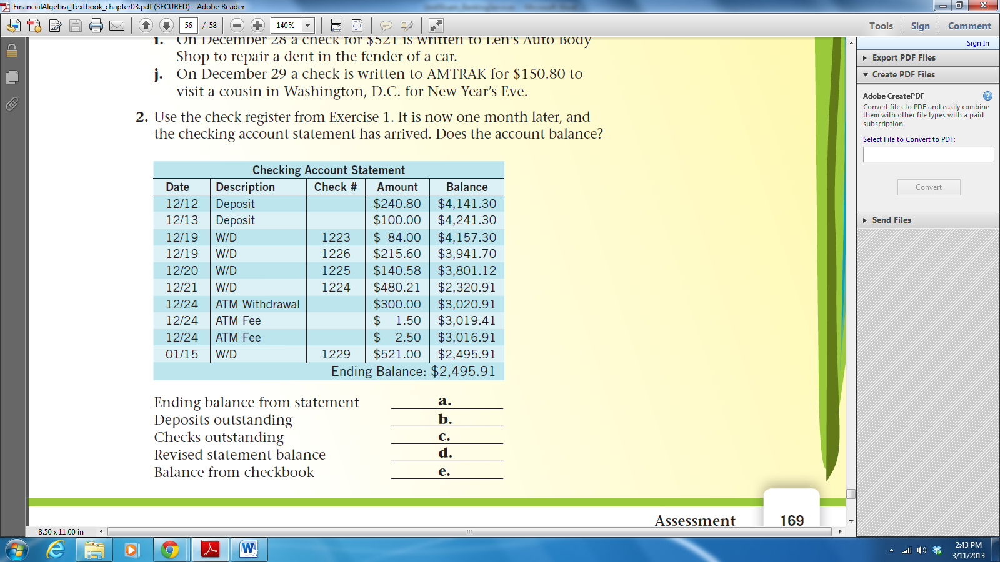 FinancialAlgebra_Textbook_chapter03.pdf (SECURED) - Adobe Reader
56 / 58 140% Tools Sign Comment
Sign In
Export PDF Files
Create PDF Files
Adobe CreatePDF
Convert files to PDF and easily combine
them with other file types with a paid
subscription.
Select File to Convert to PDF:
Convert
Send Files
i. On December 28 a check for $521 is written to Len's Auto Body
Shop to repair a dent in the fender of a car.
j. On December 29 a check is written to AMTRAK for $150.80 to
visit a cousin in Washington, D.C. for New Year's Eve.
2. Use the check register from Exercise 1. It is now one month later, and
the checking account statement has arrived. Does the account balance?
Checking Account Statement
Date Description Check # Amount Balance
12/12 Deposit $240.80 $4,141.30
12/13 Deposit $100.00 $4,241.30
12/19 W/D 1223 $ 84.00 $4,157.30
12/19 W/D 1226 $215.60 $3,941.70
12/20 W/D 1225 $140.58 $3,801.12
12/21 W/D 1224 $480.21 $2,320.91
12/24 ATM Withdrawal $300.00 $3,020.91
12/24 ATM Fee $ 1.50 $3,019.41
12/24 ATM Fee $ 2.50 $3,016.91
01/15 W/D 1229 $521.00 $2,495.91
Ending Balance: $2,495.91
Ending balance from statement a.
Deposits outstanding b.
Checks outstanding c.
Revised statement balance d.
Balance from checkbook e.
Assessment 169
8.50 x 11.00 in
2:43 PM
3/11/2013